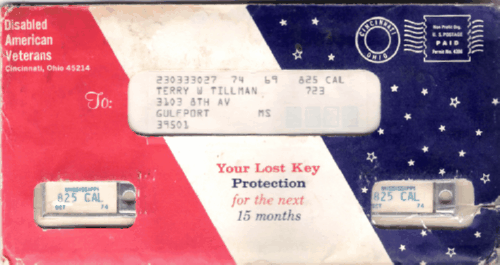 Disabled
American
Veterans
Cincinnati, Ohio 45214
CINCINNATI
OHIO
Non-Profit Org.
U.S. POSTAGE
PAID
To:
230333027 74 69 825 CAL
TERRY W TILLMAN 723
3103 8TH AV
GULFPORT MS
39501
Your Lost Key
Protection
for the next
15 months
MISSISSIPPI
825 CAL
74
MISSISSIPPI
825 CAL
74